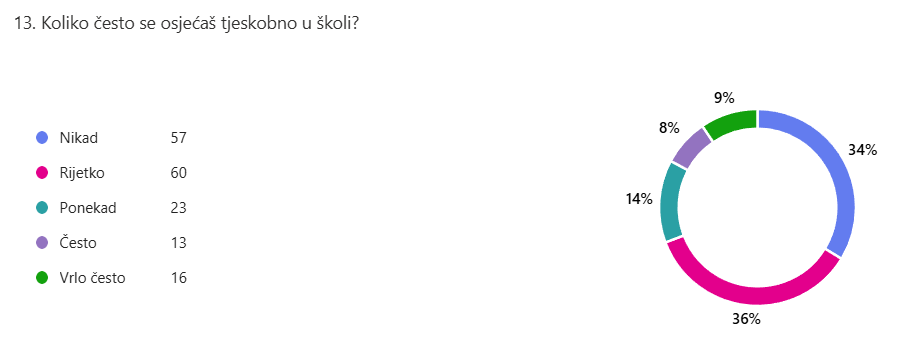 13. Koliko često se osjećaš tjeskobno u školi?
Nikad 57
Rijetko 60
Ponekad 23
Često 13
Vrlo često 16
9%
8%
34%
14%
36%